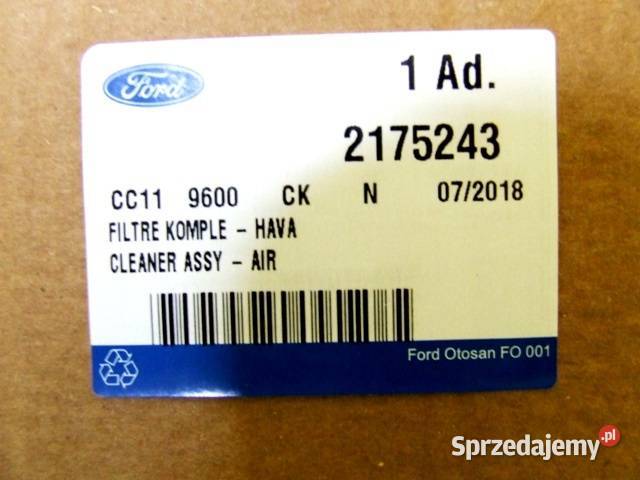 Ford
1 Ad.
2175243
CC11 9600 CK N 07/2018
FILTRE KOMPLE - HAVA
CLEANER ASSY - AIR
Ford Otosan FO 001
Sprzedajemy.pl